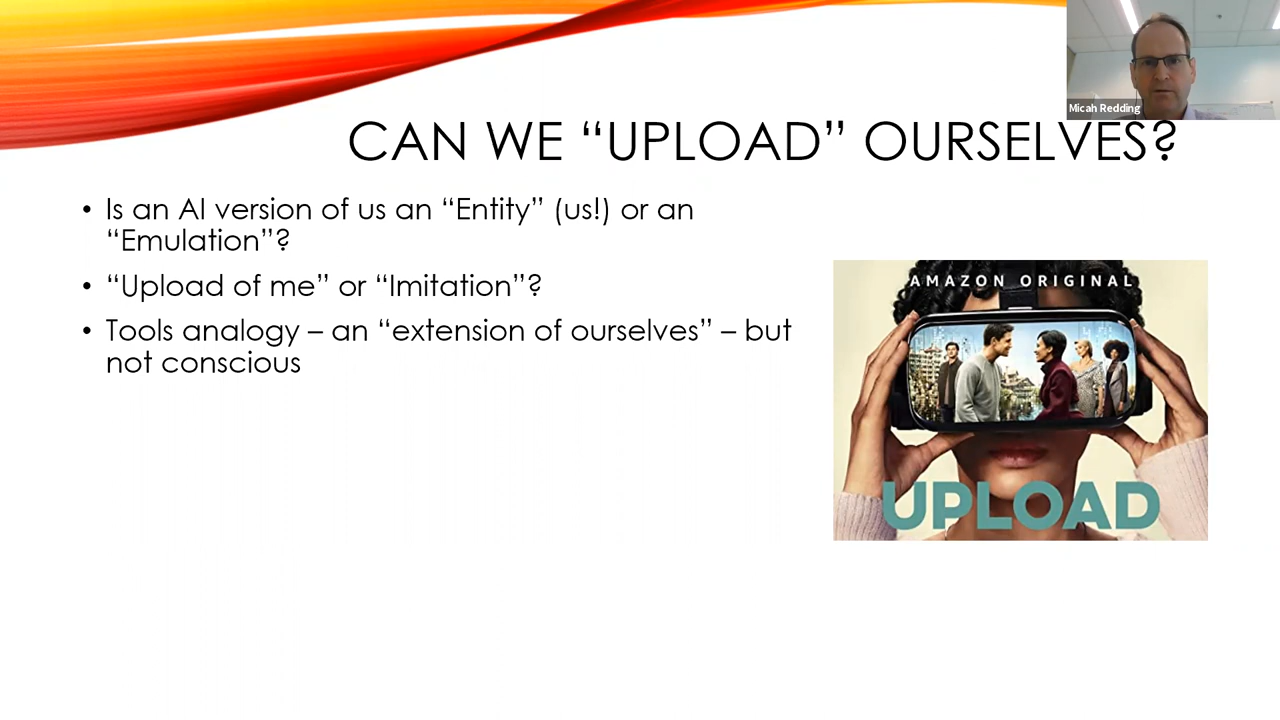 Micah Redding
CAN WE “UPLOAD” OURSELVES?
• Is an AI version of us an “Entity” (us!) or an
“Emulation”?
• “Upload of me” or “Imitation”?
• Tools analogy – an “extension of ourselves” – but
not conscious
AMAZON ORIGINAL
UPLOAD